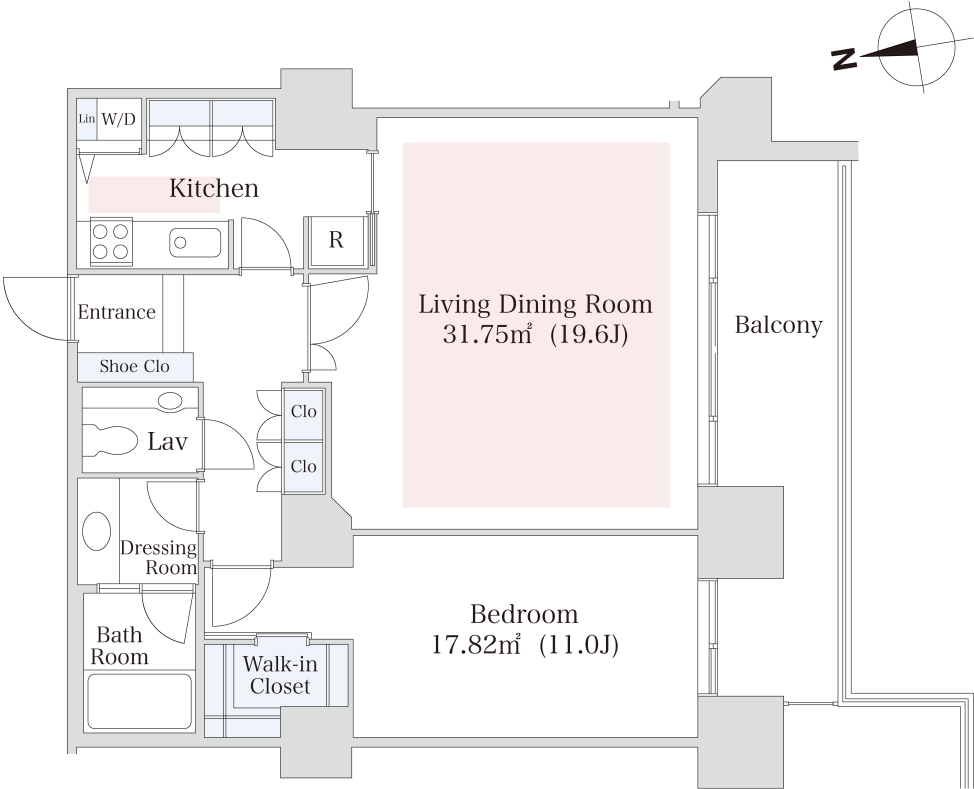 N
Lin
W/D
Kitchen
R
Entrance
Shoe Clo
Living Dining Room
31.75㎡ (19.6J)
Balcony
Clo
Lav
Clo
Dressing
Room
Bath
Room
Bedroom
17.82㎡ (11.0J)
Walk-in
Closet